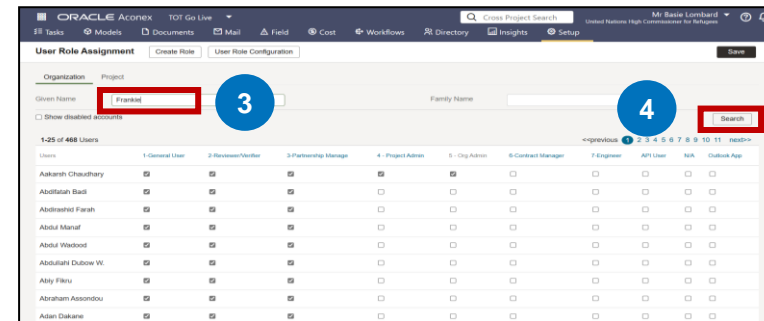 ORACLE Aconex TOT Go Live Cross Project Search Mr Basie Lombard
United Nations High Commissioner for Refugees
Tasks Models Documents Mail Field Cost Workflows Directory Insights Setup
User Role Assignment Create Role User Role Configuration Save
Organization Project
Given Name Frankie 3 Family Name 4
Show disabled accounts Search
1-25 of 468 Users <<previous 1 2 3 4 5 6 7 8 9 10 11 next>>
Users 1-General User 2-Reviewer/Verifier 3-Partnership Manage 4 - Project Admin 5 - Org Admin 6-Contract Manager 7-Engineer API User N/A Outlook App
Aakarsh Chaudhary
Abdifatah Badi
Abdirashid Farah
Abdul Manaf
Abdul Wadood
Abdullahi Dubow W.
Abiy Fikru
Abraham Assondou
Adan Dakane